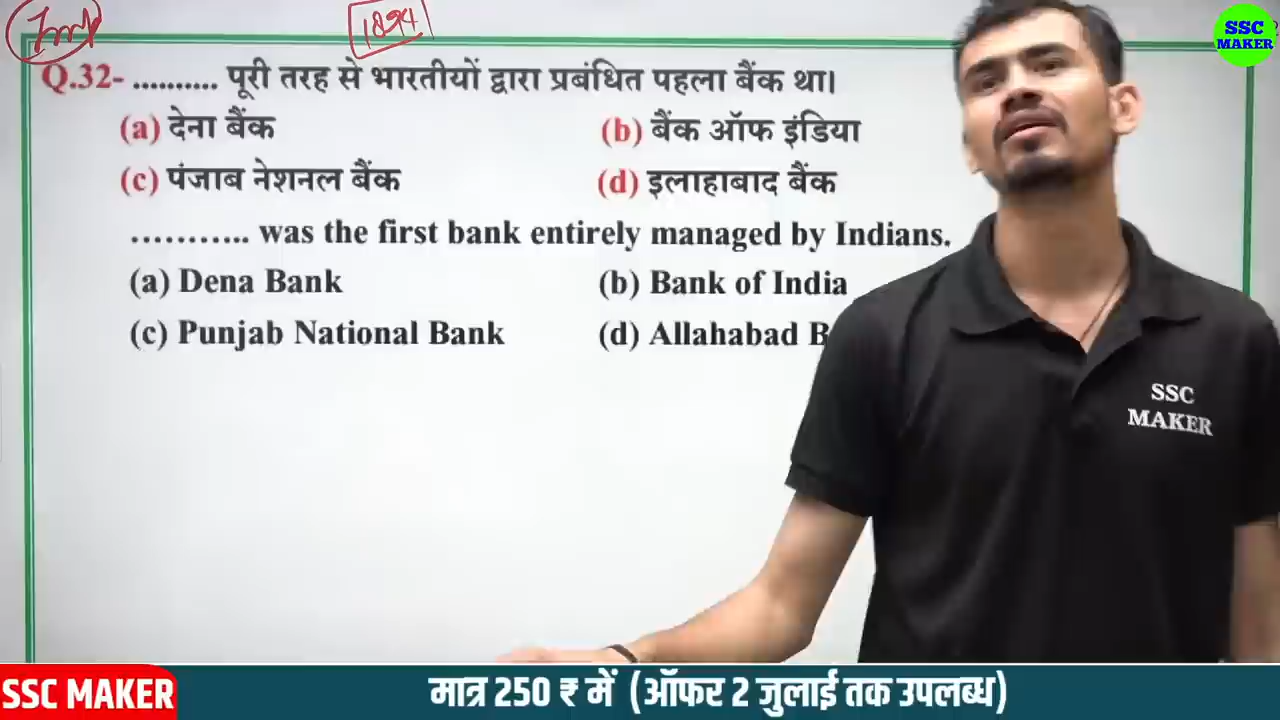 Imp
1894
SSC
MAKER
Q.32- .......... पूरी तरह से भारतीयों द्वारा प्रबंधित पहला बैंक था।
(a) देना बैंक (b) बैंक ऑफ इंडिया
(c) पंजाब नेशनल बैंक (d) इलाहाबाद बैंक
........... was the first bank entirely managed by Indians.
(a) Dena Bank (b) Bank of India
(c) Punjab National Bank (d) Allahabad B
SSC
MAKER
SSC MAKER मात्र 250 ₹ में (ऑफर 2 जुलाई तक उपलब्ध)